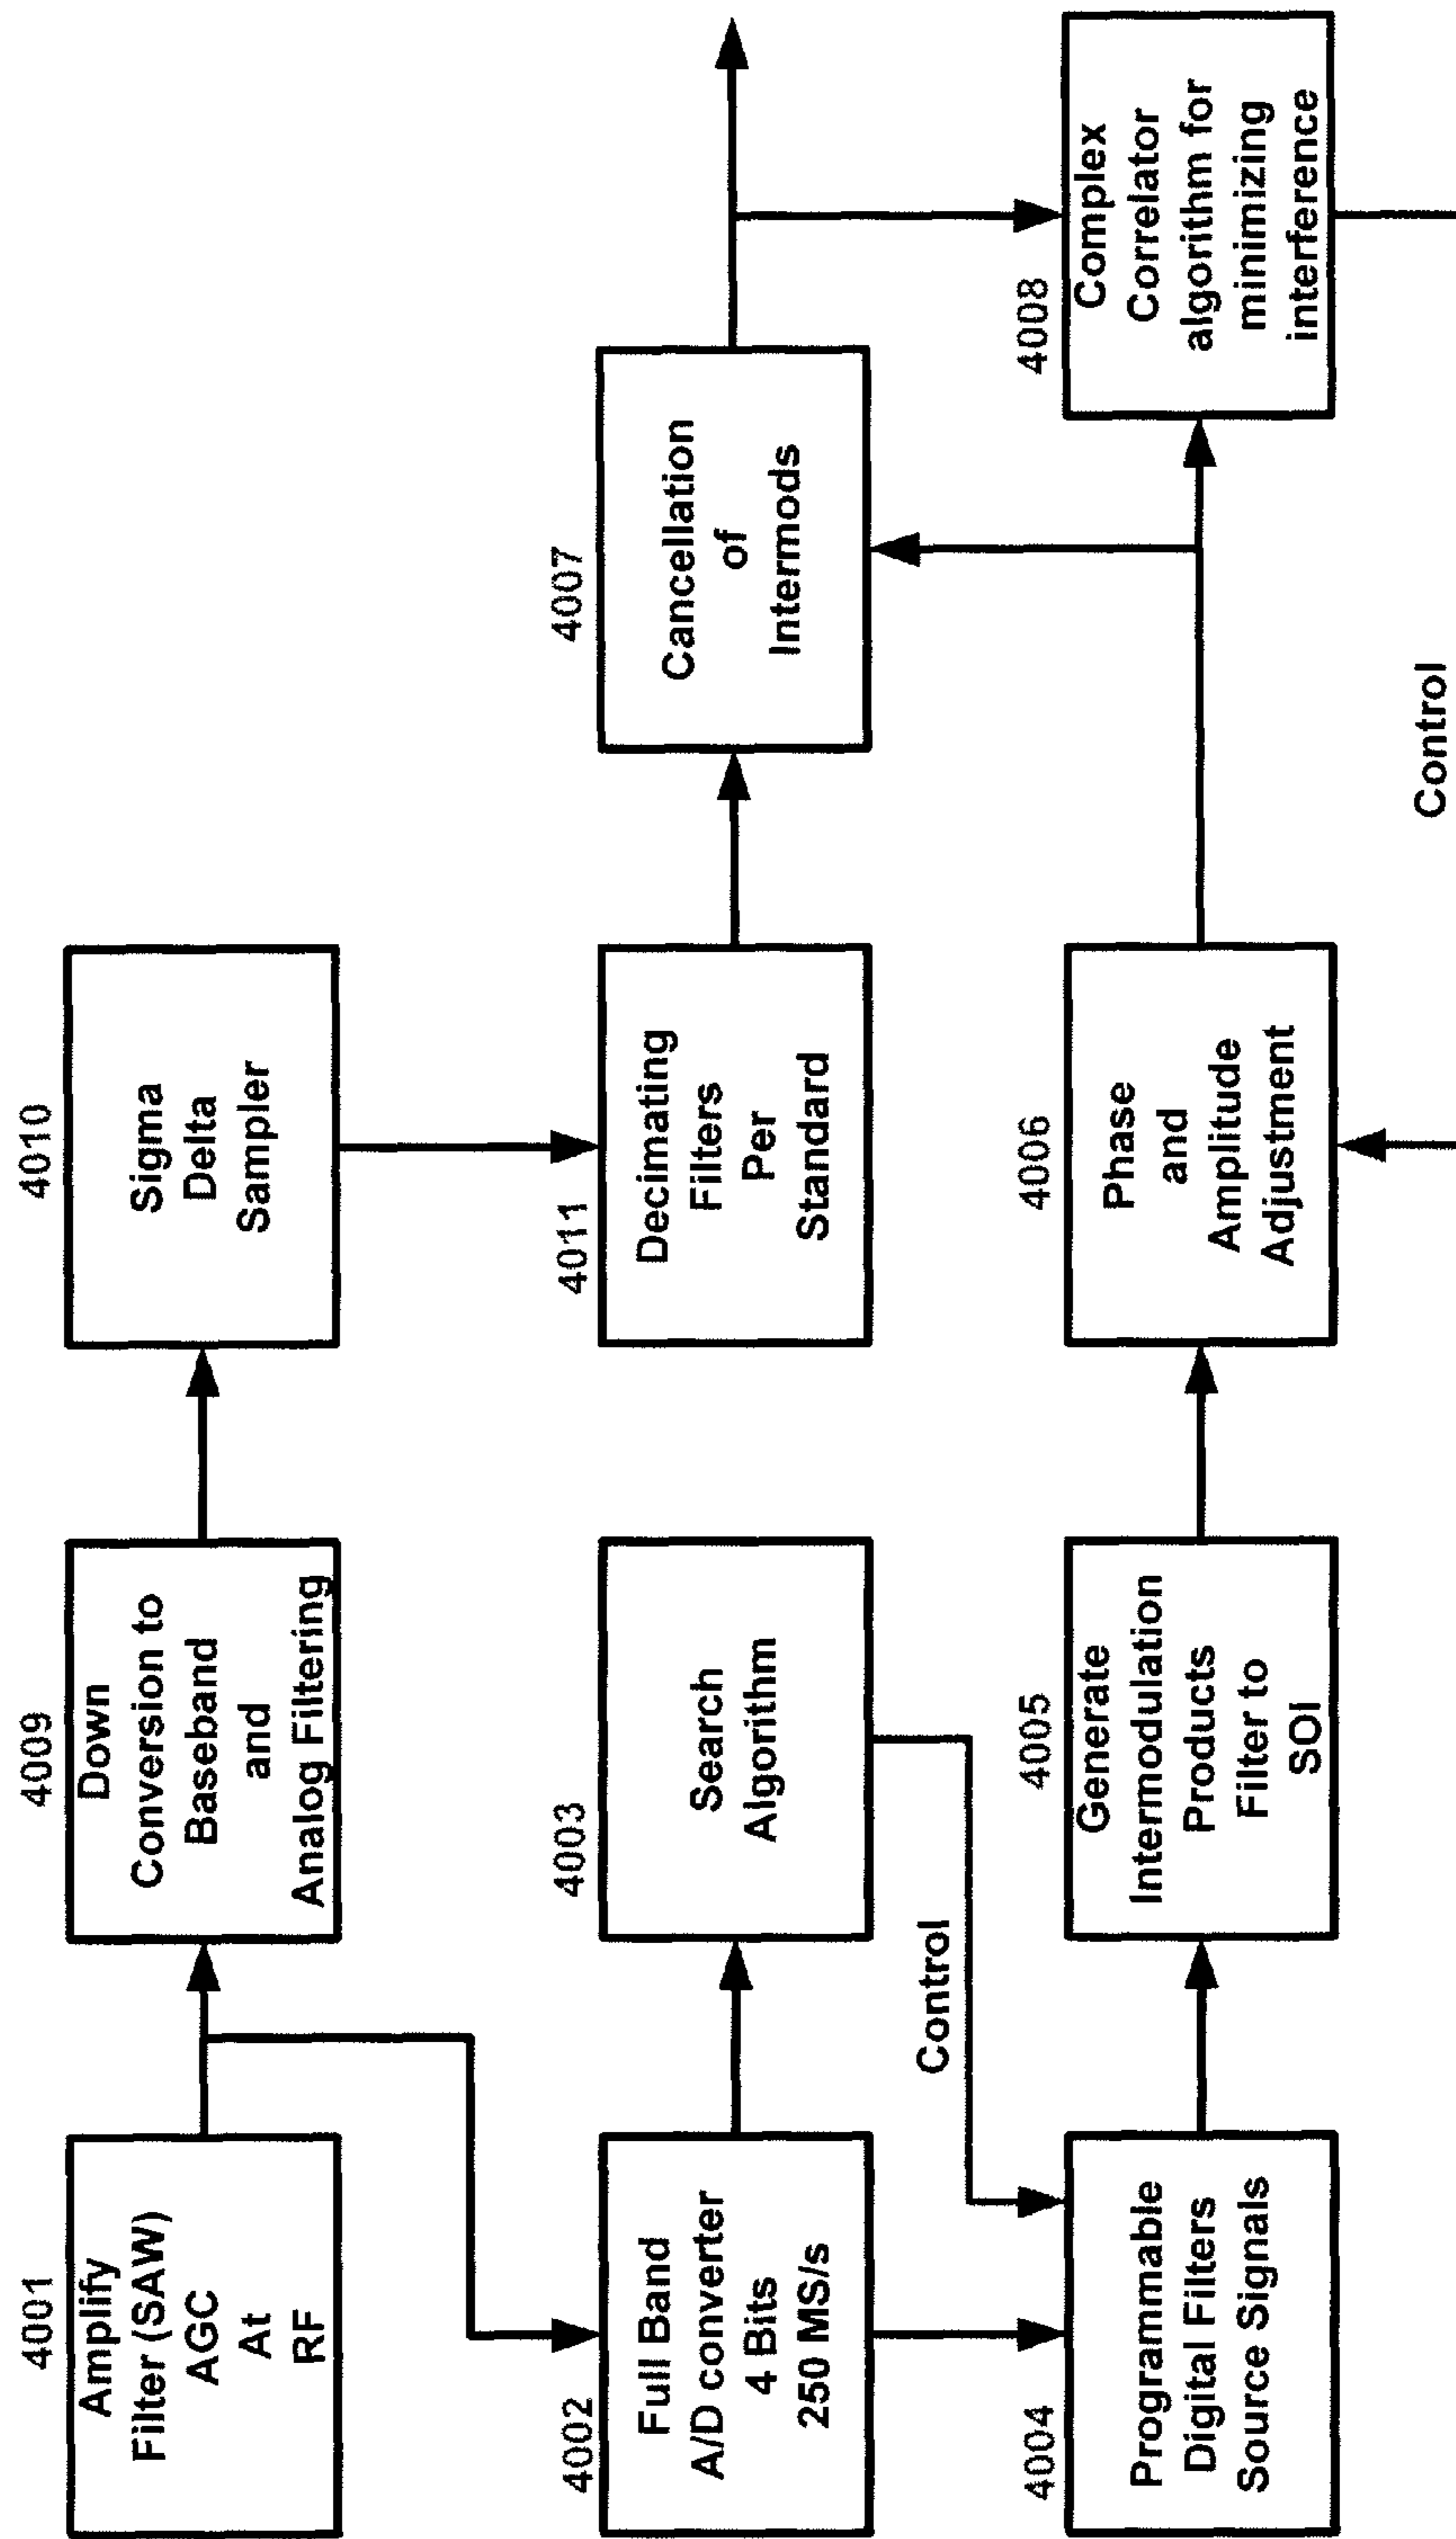 4001
Amplify
Filter (SAW)
AGC
At
RF
4009
Down
Conversion to
Baseband
and
Analog Filtering
4010
Sigma
Delta
Sampler
4002
Full Band
A/D converter
4 Bits
250 MS/s
4003
Search
Algorithm
4011
Decimating
Filters
Per
Standard
4007
Cancellation
of
Intermods
Control
4004
Programmable
Digital Filters
Source Signals
4005
Generate
Intermodulation
Products
Filter to
SOI
4006
Phase
and
Amplitude
Adjustment
4008
Complex
Correlator
algorithm for
minimizing
interference
Control